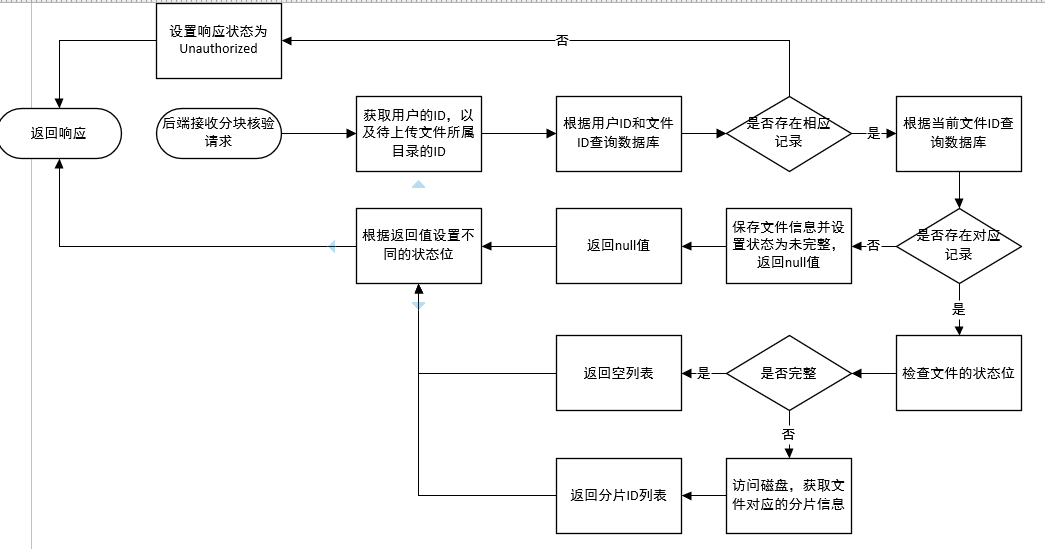 设置响应状态为
Unauthorized
否
返回响应
后端接收分块核验
请求
获取用户的ID，以
及待上传文件所属
目录的ID
根据用户ID和文件
ID查询数据库
是否存在相应
记录
是
根据当前文件ID查
询数据库
根据返回值设置不
同的状态位
返回null值
保存文件信息并设
置状态为未完整，
返回null值
否
是否存在对应
记录
是
返回空列表
是
是否完整
检查文件的状态位
否
返回分片ID列表
访问磁盘，获取文
件对应的分片信息